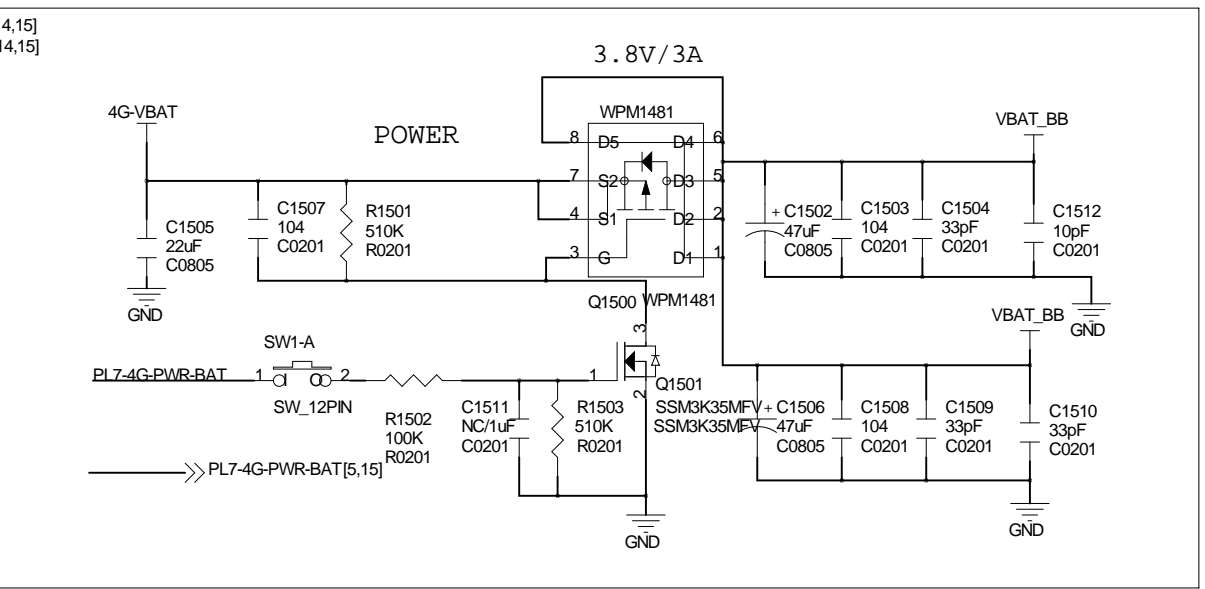 4,15]
14,15]
3.8V/3A
4G-VBAT
POWER
WPM1481
VBAT_BB
8 D5 D4 6
7 S2 D3 5
4 S1 D2 2
3 G D1 1
C1505
22uF
C0805
C1507
104
C0201
R1501
510K
R0201
+ C1502
47uF
C0805
C1503
104
C0201
C1504
33pF
C0201
C1512
10pF
C0201
GND
Q1500 WPM1481
GND
VBAT_BB
SW1-A
PL7-4G-PWR-BAT 1 2
SW_12PIN
R1502
100K
R0201
C1511
NC/1uF
C0201
R1503
510K
R0201
1
3
2
Q1501
SSM3K35MFV
SSM3K35MFV
+ C1506
47uF
C0805
C1508
104
C0201
C1509
33pF
C0201
C1510
33pF
C0201
PL7-4G-PWR-BAT[5,15]
GND
GND